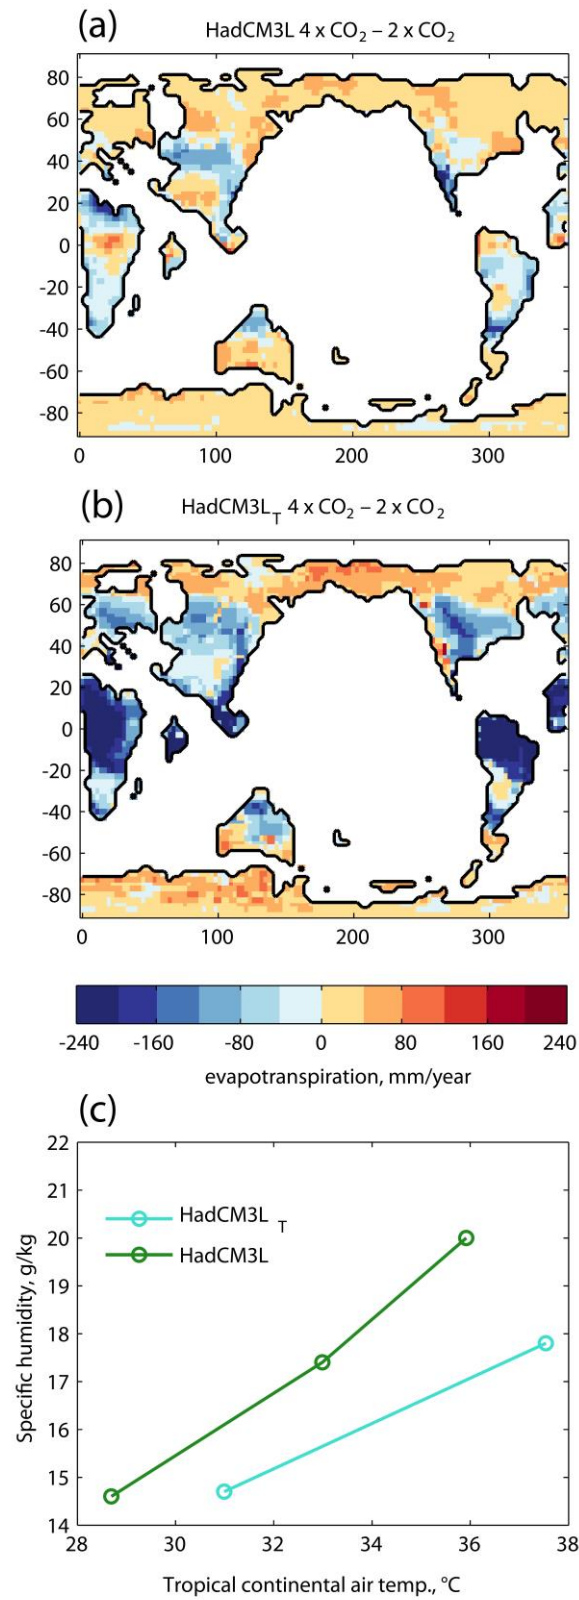 (a)
HadCM3L 4 x CO₂ – 2 x CO₂
80
60
40
20
0
-20
-40
-60
-80
0 100 200 300
(b)
HadCM3L_T 4 x CO₂ – 2 x CO₂
80
60
40
20
0
-20
-40
-60
-80
0 100 200 300
-240 -160 -80 0 80 160 240
evapotranspiration, mm/year
(c)
Specific humidity, g/kg
22
21
20
19
18
17
16
15
14
HadCM3L_T
HadCM3L
28 30 32 34 36 38
Tropical continental air temp., °C